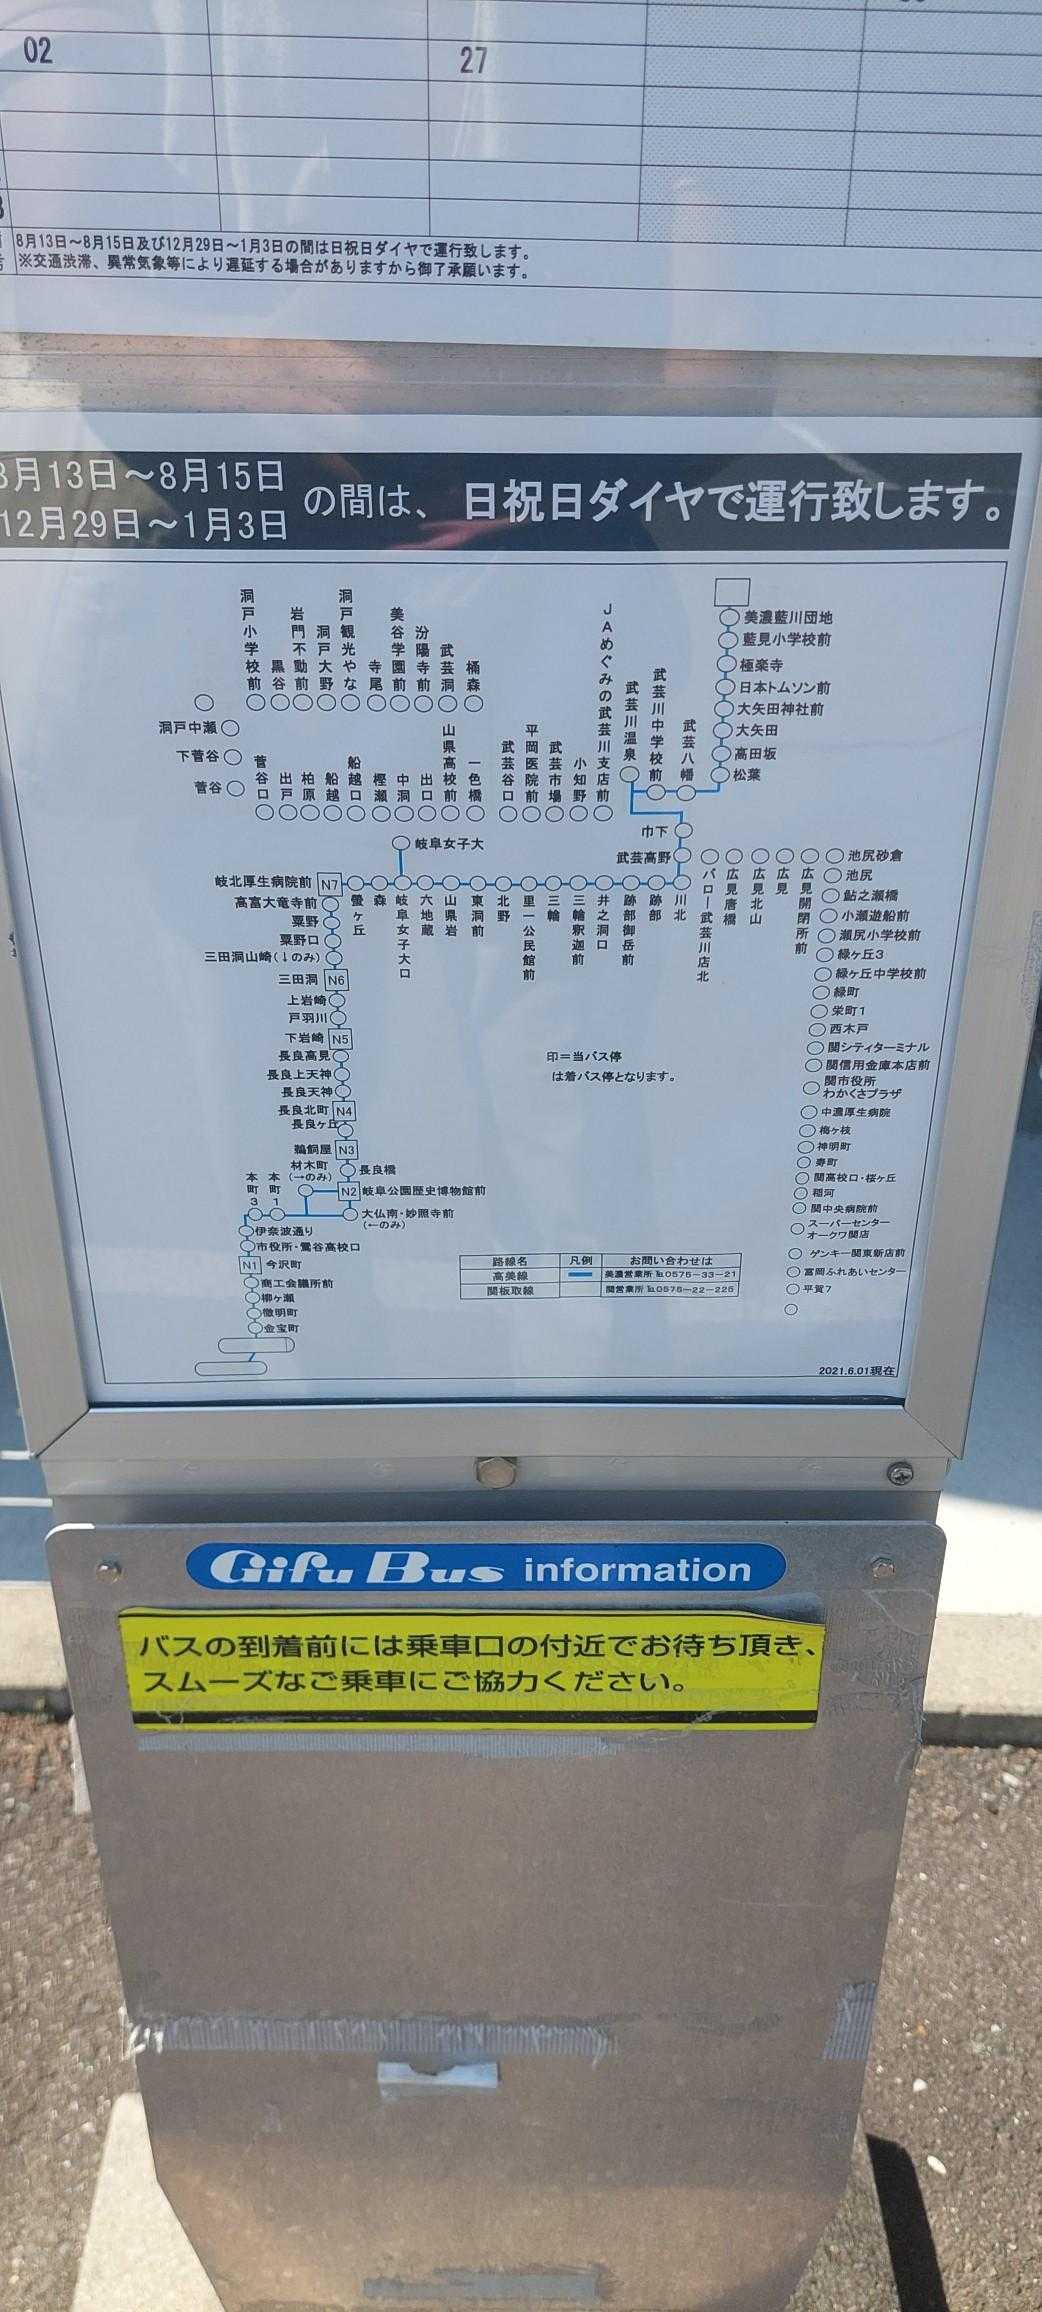 02
27
8月13日～8月15日及び12月29日～1月3日の間は日祝日ダイヤで運行致します。
※交通渋滞、異常気象等により遅延する場合がありますから御了承願います。
8月13日～8月15日
12月29日～1月3日
の間は、日祝日ダイヤで運行致します。
洞戸小学校前
黒谷
岩門不動前
洞戸大野
洞戸観光やな
寺尾
美谷学園前
汾陽寺前
武芸洞
桶森
洞戸中瀬
下菅谷
菅谷
菅谷口
出戸
柏原
船越
船越口
樫瀬
中洞
出口
山県高校前
一色橋
武芸谷口
平岡医院前
武芸市場
小知野
JAめぐみの武芸川支店前
武芸川温泉
武芸川中学校前
武芸八幡
美濃藍川団地
藍見小学校前
極楽寺
日本トムソン前
大矢田神社前
大矢田
高田坂
松葉
巾下
武芸高野
岐阜女子大
岐北厚生病院前 N7
螢ヶ丘
森
岐阜女子大口
六地蔵
山県岩
東洞前
北野
里一公民館前
三輪
三輪釈迦前
井之洞口
跡部御岳前
跡部
川北
バロー武芸川店北
広見唐橋
広見北山
広見
広見開閉所前
池尻砂倉
池尻
鮎之瀬橋
小瀬遊船前
瀬尻小学校前
緑ヶ丘3
緑ヶ丘中学校前
緑町
栄町1
西木戸
関シティターミナル
関信用金庫本店前
関市役所
わかくさプラザ
中濃厚生病院
梅ヶ枝
神明町
寿町
関高校口・桜ヶ丘
稲河
関中央病院前
スーパーセンター
オークワ関店
ゲンキー関東新店前
富岡ふれあいセンター
平賀7
高富大竜寺前
粟野
粟野口
三田洞山崎(↓のみ)
三田洞 N6
上岩崎
戸羽川
下岩崎 N5
長良高見
長良上天神
長良天神
長良北町 N4
長良ヶ丘
鵜飼屋 N3
長良橋
材木町
(→のみ)
N2 岐阜公園歴史博物館前
大仏南・妙照寺前
(←のみ)
本町3
本町1
伊奈波通り
市役所・鶯谷高校口
N1 今沢町
商工会議所前
柳ヶ瀬
徹明町
金宝町
印＝当バス停
は着バス停となります。
路線名 凡例 お問い合わせは
高美線 美濃営業所 ℡0575-33-21
関板取線 関営業所 ℡0575-22-225
2021.6.01現在
Gifu Bus information
バスの到着前には乗車口の付近でお待ち頂き、
スムーズなご乗車にご協力ください。